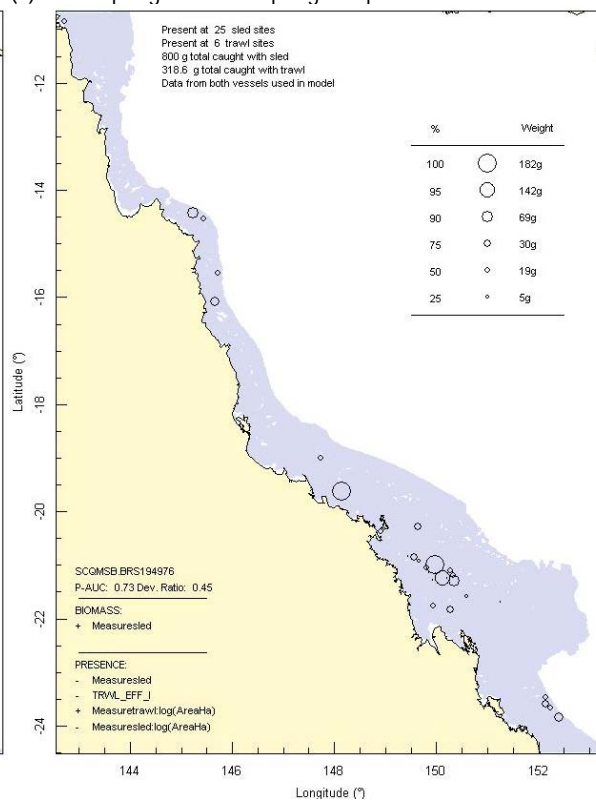 Present at 25 sled sites
Present at 6 trawl sites
800 g total caught with sled
318.6 g total caught with trawl
Data from both vessels used in model
% Weight
100 182g
95 142g
90 69g
75 30g
50 19g
25 5g
-12
-14
-16
-18
-20
-22
-24
Latitude (°)
SCQMSB.BRS194976
P-AUC: 0.73 Dev. Ratio: 0.45
BIOMASS:
+ Measuresled
PRESENCE:
- Measuresled
- TRWL_EFF_I
+ Measuretrawl:log(AreaHa)
- Measuresled:log(AreaHa)
144 146 148 150 152
Longitude (°)